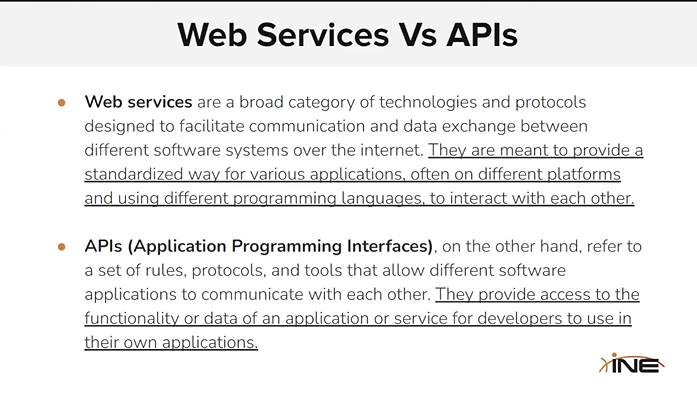 Web Services Vs APIs
● Web services are a broad category of technologies and protocols
designed to facilitate communication and data exchange between
different software systems over the internet. They are meant to provide a
standardized way for various applications, often on different platforms
and using different programming languages, to interact with each other.
● APIs (Application Programming Interfaces), on the other hand, refer to
a set of rules, protocols, and tools that allow different software
applications to communicate with each other. They provide access to the
functionality or data of an application or service for developers to use in
their own applications.
INE